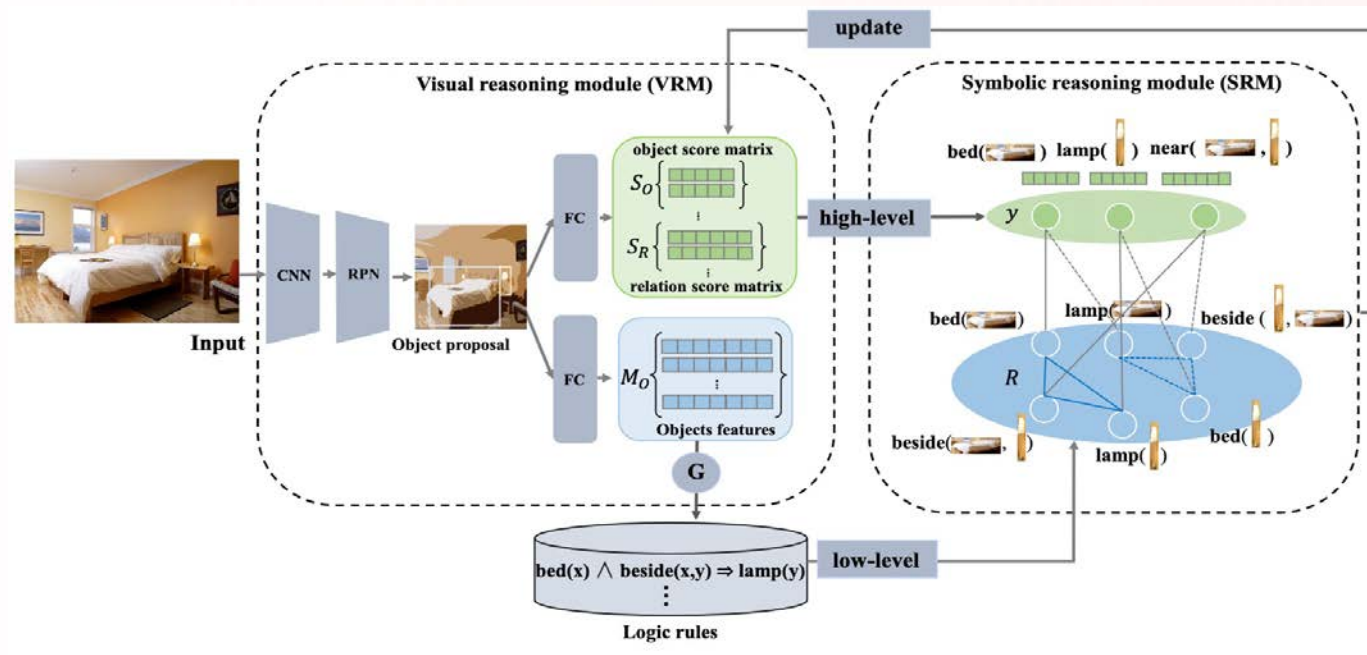 update
Visual reasoning module (VRM)
Symbolic reasoning module (SRM)
Input
CNN
RPN
Object proposal
FC
FC
object score matrix
S_O
⋮
S_R
⋮
relation score matrix
M_O
⋮
Objects features
G
high-level
low-level
bed(x) ∧ beside(x,y) ⇒ lamp(y)
⋮
Logic rules
bed( ) lamp( ) near( , )
y
bed( )
lamp( )
beside ( , )
R
beside( , )
lamp( )
bed( )